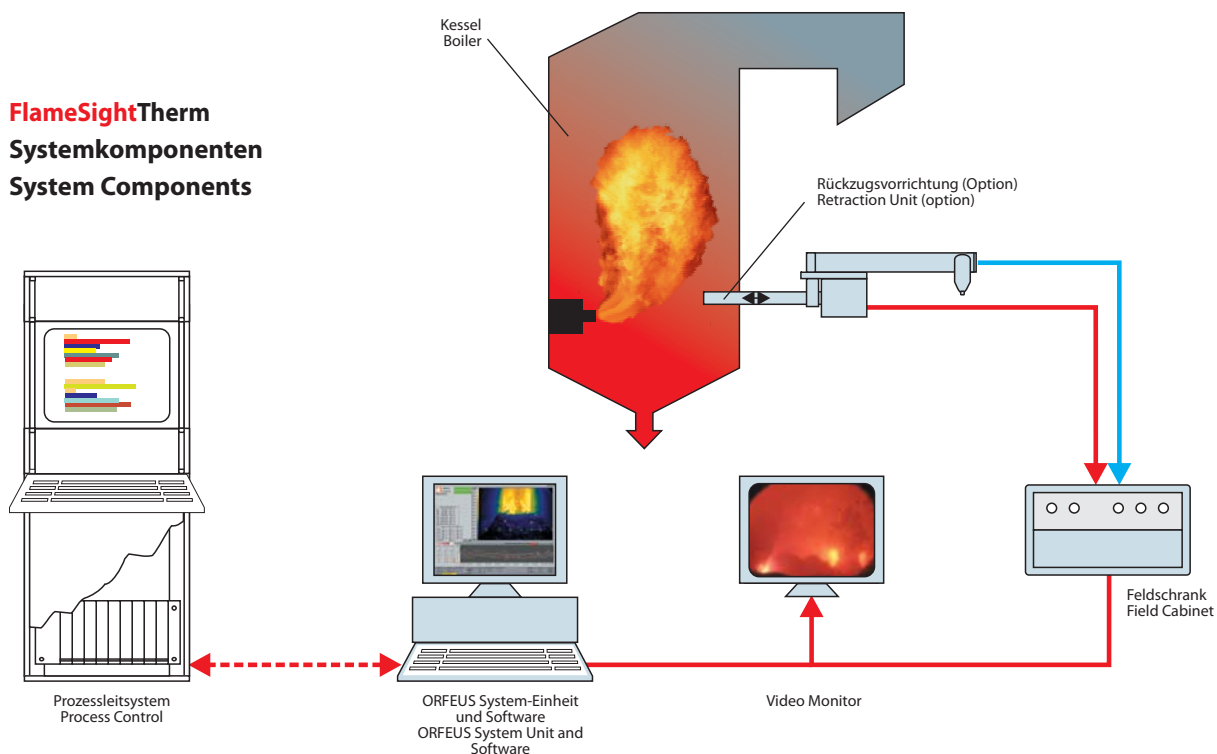 Kessel
Boiler
FlameSightTherm
Systemkomponenten
System Components
Rückzugsvorrichtung (Option)
Retraction Unit (option)
Feldschrank
Field Cabinet
Prozessleitsystem
Process Control
ORFEUS System-Einheit
und Software
ORFEUS System Unit and
Software
Video Monitor